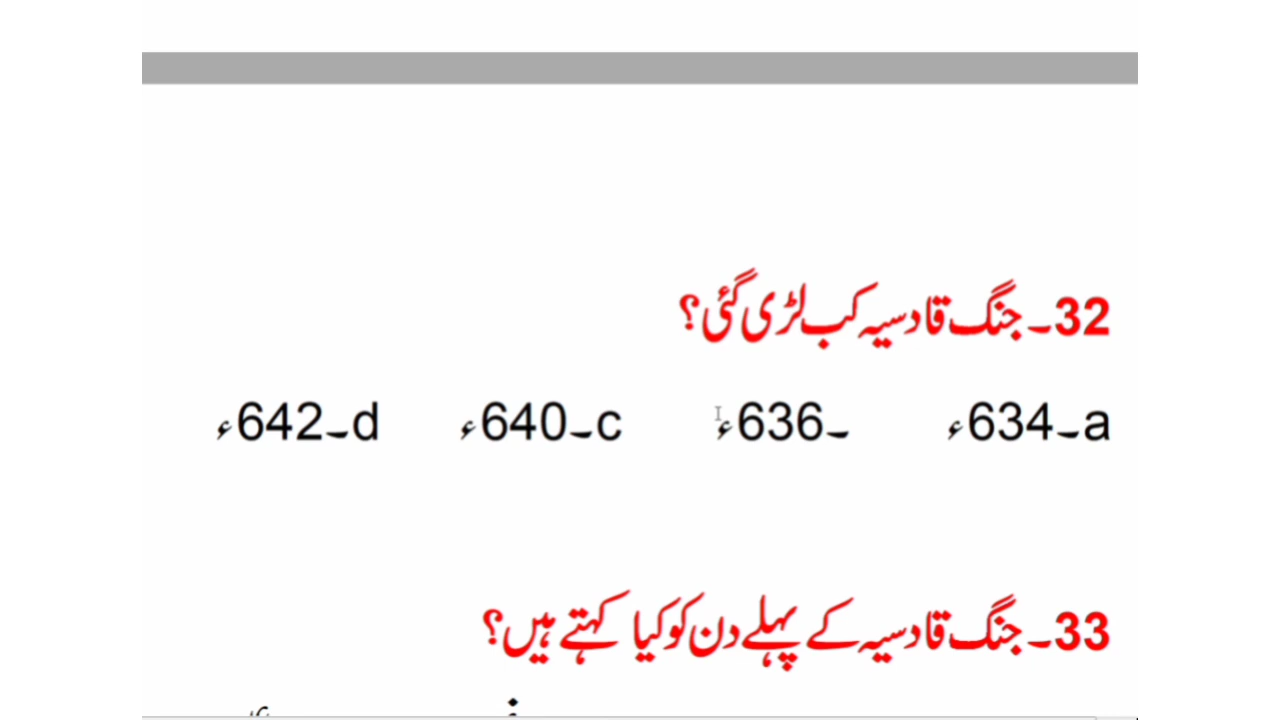 32۔جنگ قادسیہ کب لڑی گئی؟
a۔634ء ۔636ء c۔640ء d۔642ء
33۔جنگ قادسیہ کے پہلے دن کو کیا کہتے ہیں؟